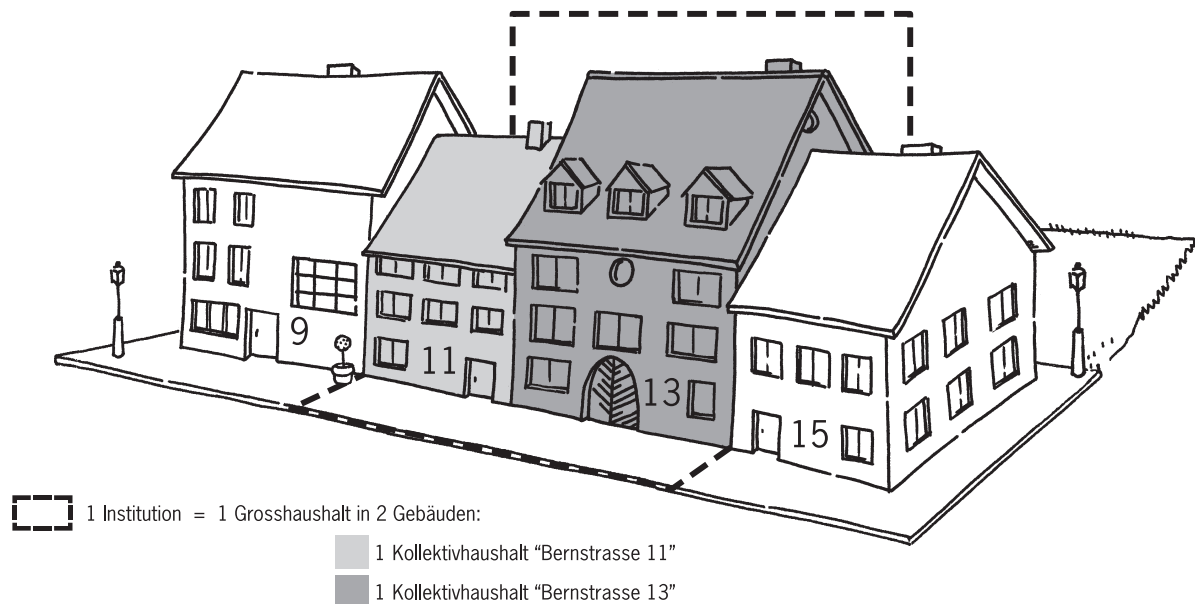 9
11
13
15
1 Institution = 1 Grosshaushalt in 2 Gebäuden:
1 Kollektivhaushalt “Bernstrasse 11”
1 Kollektivhaushalt “Bernstrasse 13”